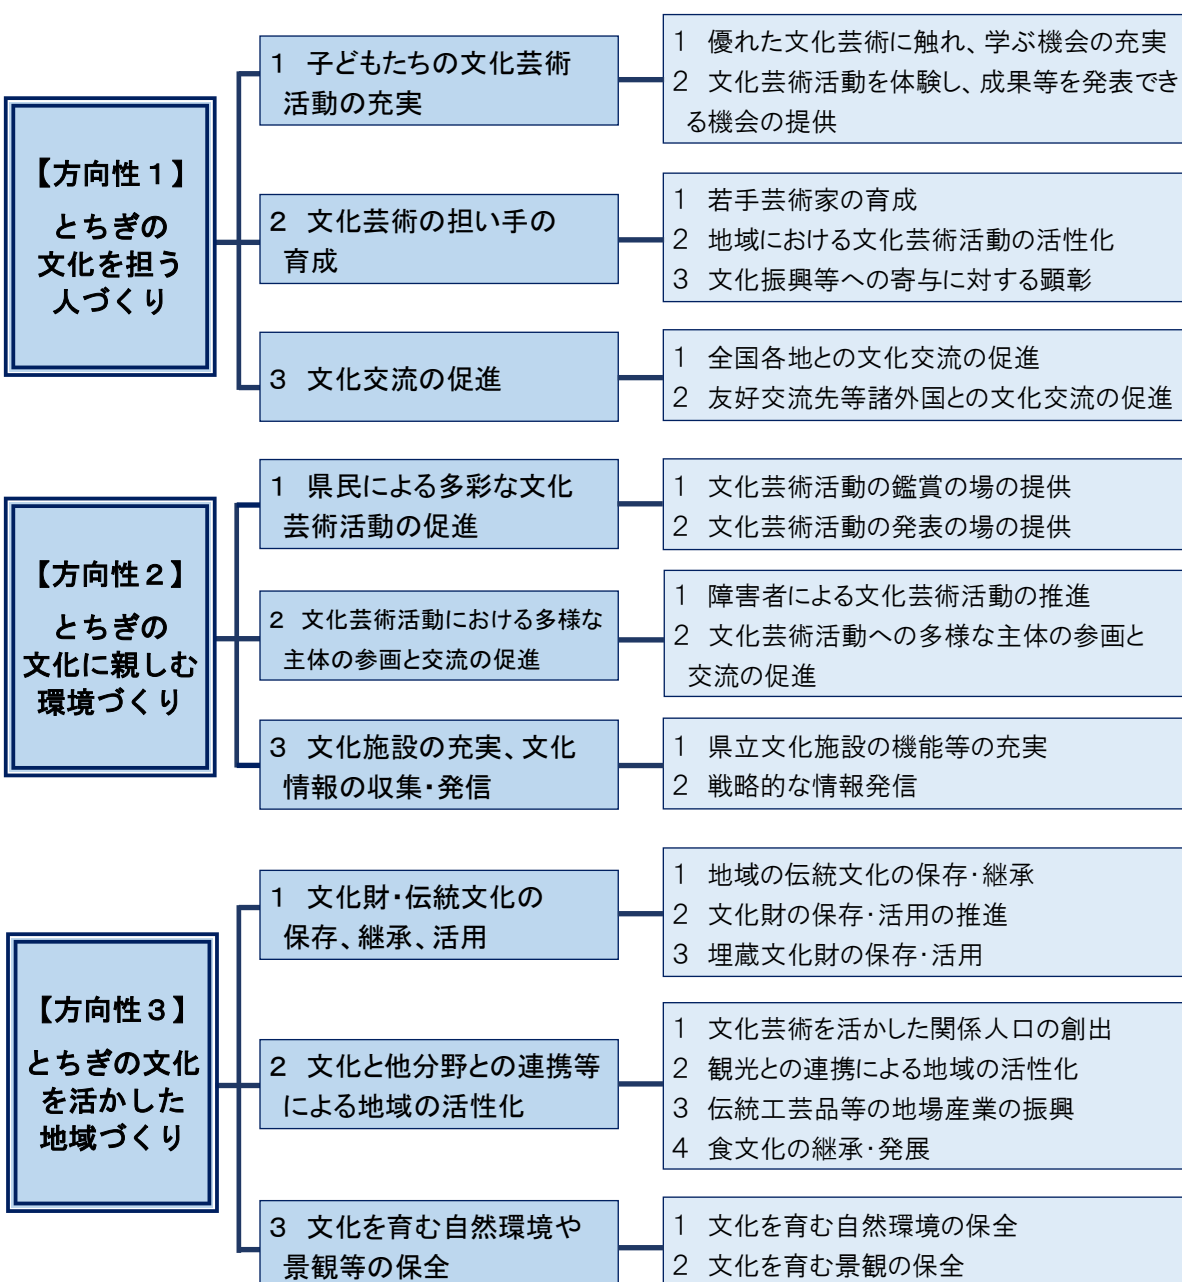 【方向性１】
とちぎの
文化を担う
人づくり
１　子どもたちの文化芸術
活動の充実
１　優れた文化芸術に触れ、学ぶ機会の充実
２　文化芸術活動を体験し、成果等を発表でき
る機会の提供
２　文化芸術の担い手の
育成
１　若手芸術家の育成
２　地域における文化芸術活動の活性化
３　文化振興等への寄与に対する顕彰
３　文化交流の促進
１　全国各地との文化交流の促進
２　友好交流先等諸外国との文化交流の促進
【方向性２】
とちぎの
文化に親しむ
環境づくり
１　県民による多彩な文化
芸術活動の促進
１　文化芸術活動の鑑賞の場の提供
２　文化芸術活動の発表の場の提供
２　文化芸術活動における多様な
主体の参画と交流の促進
１　障害者による文化芸術活動の推進
２　文化芸術活動への多様な主体の参画と
交流の促進
３　文化施設の充実、文化
情報の収集・発信
１　県立文化施設の機能等の充実
２　戦略的な情報発信
【方向性３】
とちぎの文化
を活かした
地域づくり
１　文化財・伝統文化の
保存、継承、活用
１　地域の伝統文化の保存・継承
２　文化財の保存・活用の推進
３　埋蔵文化財の保存・活用
２　文化と他分野との連携等
による地域の活性化
１　文化芸術を活かした関係人口の創出
２　観光との連携による地域の活性化
３　伝統工芸品等の地場産業の振興
４　食文化の継承・発展
３　文化を育む自然環境や
景観等の保全
１　文化を育む自然環境の保全
２　文化を育む景観の保全